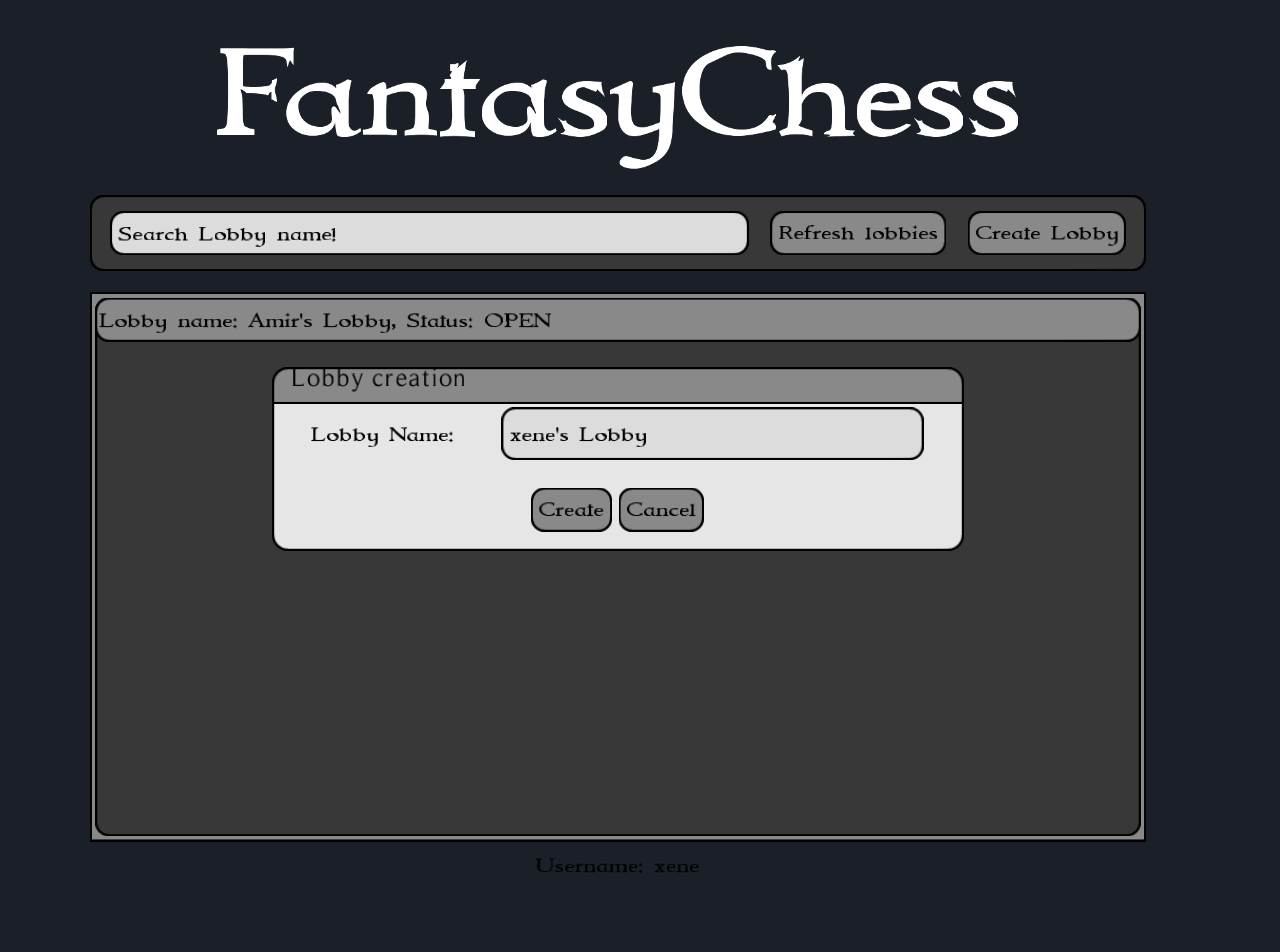 FantasyChess
Search Lobby name! Refresh lobbies Create Lobby
Lobby name: Amir's Lobby, Status: OPEN
Lobby creation
Lobby Name: xene's Lobby
Create Cancel
Username: xene